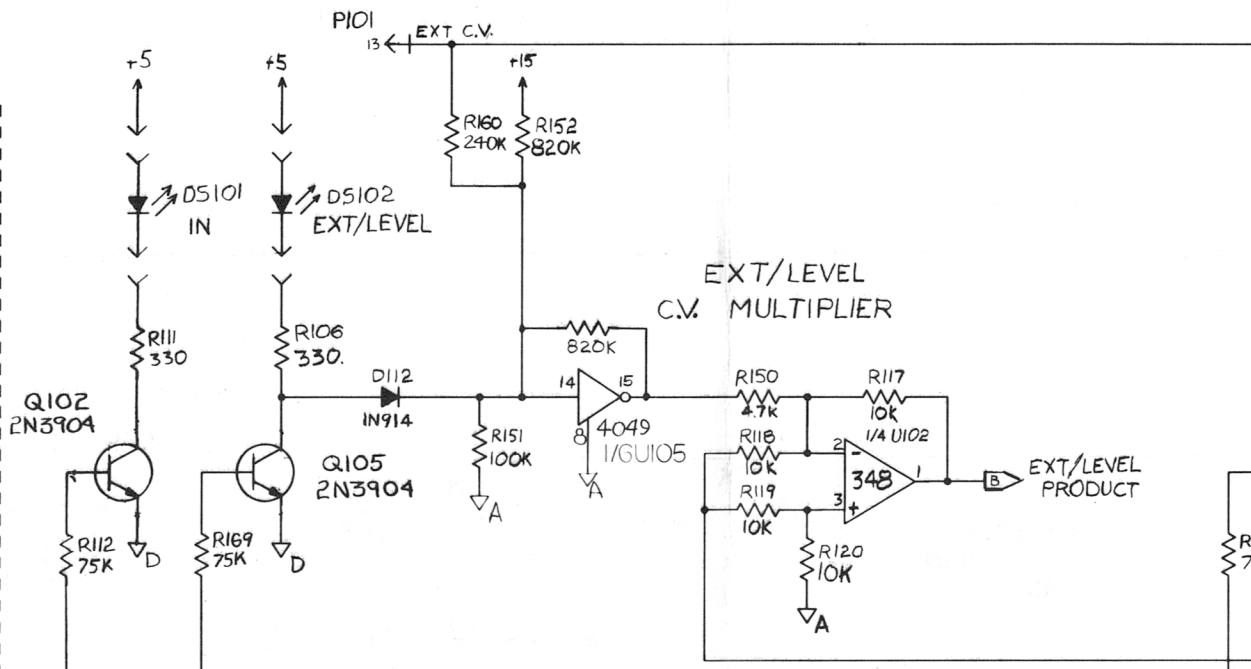 P101
13
EXT C.V.
+5
+5
+15
R160
240K
R152
820K
DS101
IN
DS102
EXT/LEVEL
EXT/LEVEL
C.V. MULTIPLIER
R111
330
R106
330.
820K
Q102
2N3904
D112
1N914
14
15
8
4049
1/6U105
A
R151
100K
A
R150
4.7K
R117
10K
1/4 U102
R118
10K
R119
10K
2
-
348
3
+
1
B
EXT/LEVEL
PRODUCT
Q105
2N3904
R112
75K
D
R169
75K
D
R120
10K
A
R
7